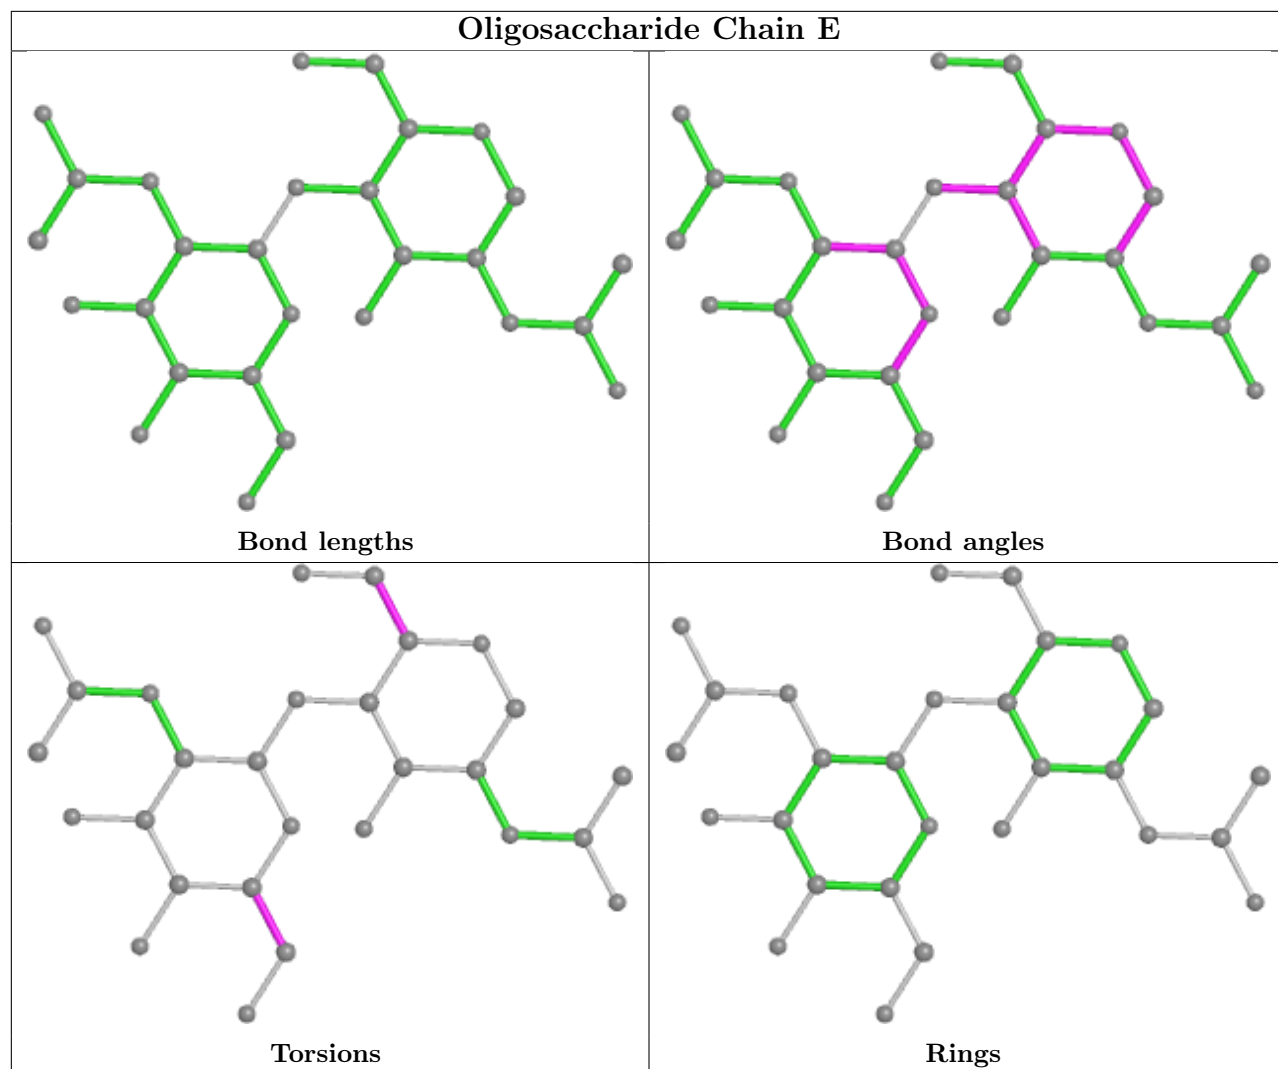 Oligosaccharide Chain E
Bond lengths
Bond angles
Torsions
Rings